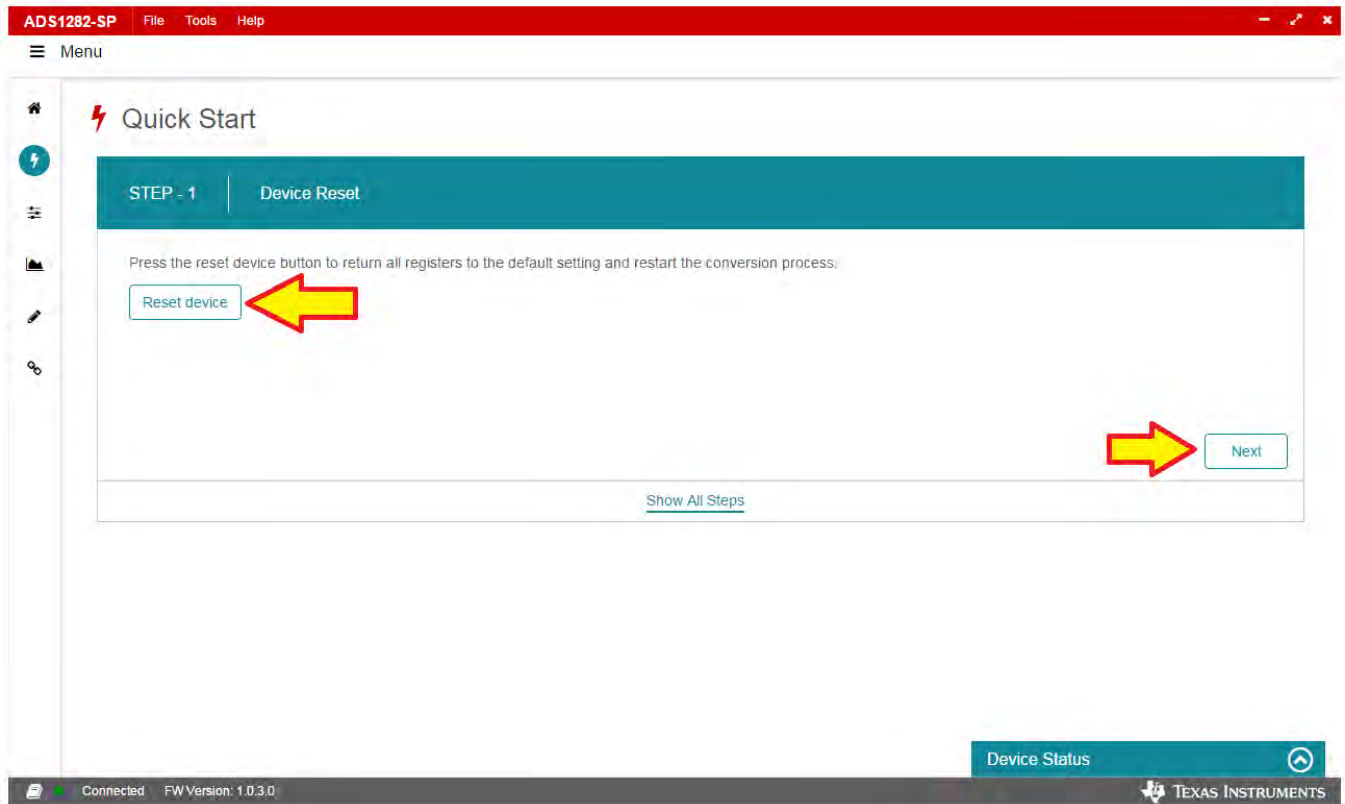 ADS1282-SP File Tools Help
Menu
Quick Start
STEP - 1 Device Reset
Press the reset device button to return all registers to the default setting and restart the conversion process.
Reset device
Next
Show All Steps
Device Status
Connected FW Version: 1.0.3.0
TEXAS INSTRUMENTS